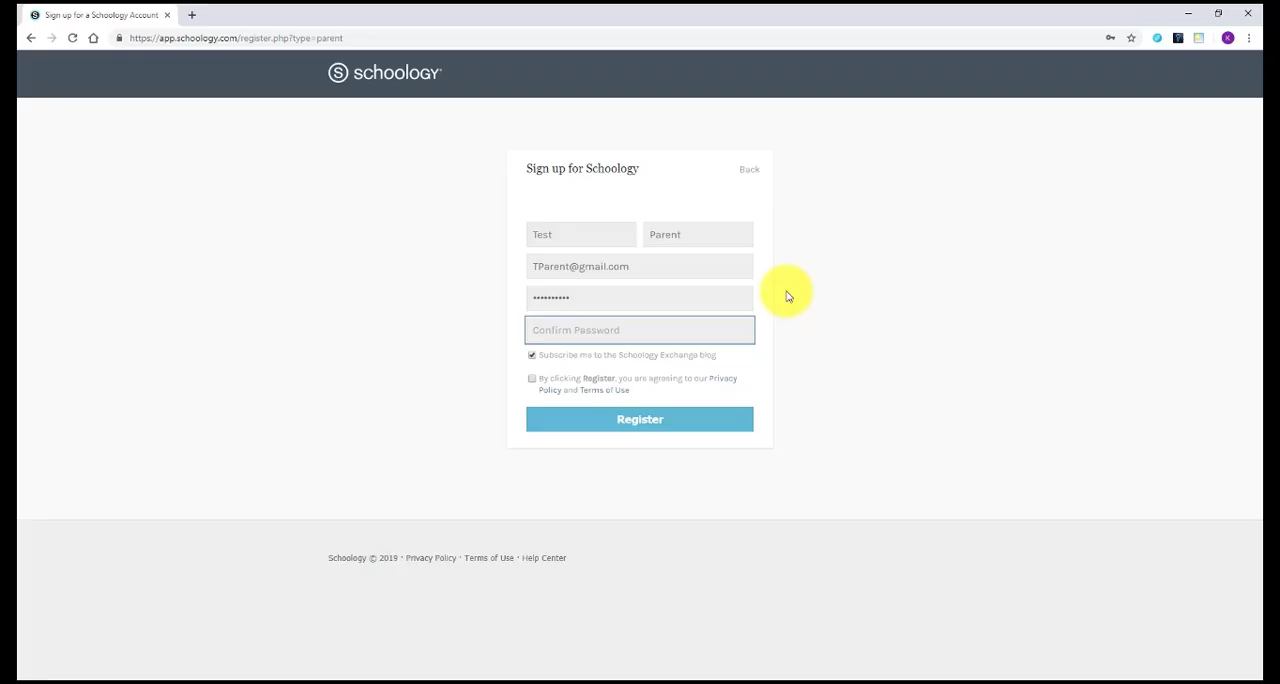 Sign up for a Schoology Account
https://app.schoology.com/register.php?type=parent
K
S schoology
Sign up for Schoology Back
Test Parent
TParent@gmail.com
••••••••••
Confirm Password
Subscribe me to the Schoology Exchange blog
By clicking Register, you are agreeing to our Privacy
Policy and Terms of Use
Register
Schoology © 2019 · Privacy Policy · Terms of Use · Help Center